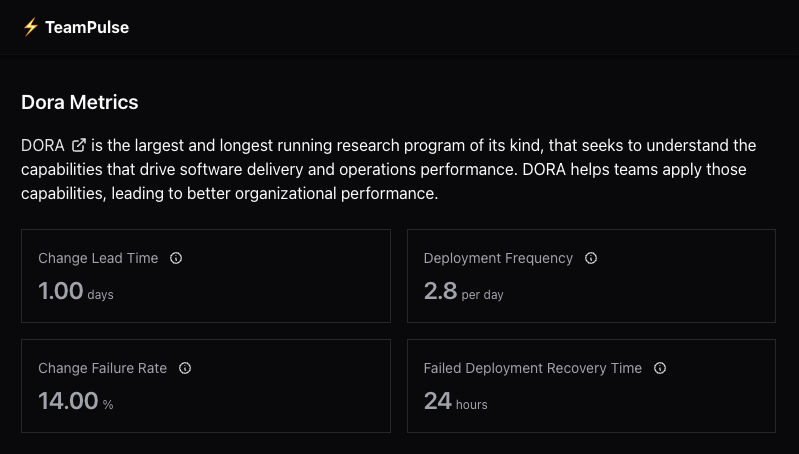 ⚡ TeamPulse
Dora Metrics
DORA is the largest and longest running research program of its kind, that seeks to understand the
capabilities that drive software delivery and operations performance. DORA helps teams apply those
capabilities, leading to better organizational performance.
Change Lead Time
1.00 days
Deployment Frequency
2.8 per day
Change Failure Rate
14.00 %
Failed Deployment Recovery Time
24 hours